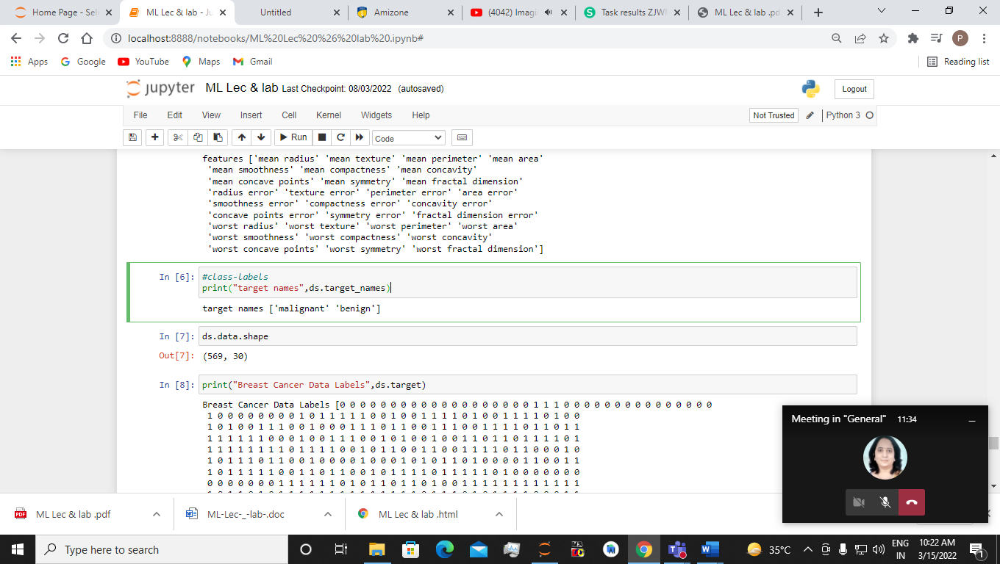 Home Page - Sel
ML Lec & lab - Ju
Untitled
Amizone
(4042) Imagi
Task results ZJW
ML Lec & lab .pd
localhost:8888/notebooks/ML%20Lec%20%26%20lab%20.ipynb#
P
Apps
Google
YouTube
Maps
Gmail
Reading list
jupyter
ML Lec & lab Last Checkpoint: 08/03/2022 (autosaved)
Logout
File Edit View Insert Cell Kernel Widgets Help
Not Trusted
Python 3
Run
Code
features ['mean radius' 'mean texture' 'mean perimeter' 'mean area'
'mean smoothness' 'mean compactness' 'mean concavity'
'mean concave points' 'mean symmetry' 'mean fractal dimension'
'radius error' 'texture error' 'perimeter error' 'area error'
'smoothness error' 'compactness error' 'concavity error'
'concave points error' 'symmetry error' 'fractal dimension error'
'worst radius' 'worst texture' 'worst perimeter' 'worst area'
'worst smoothness' 'worst compactness' 'worst concavity'
'worst concave points' 'worst symmetry' 'worst fractal dimension']
In [6]: #class-labels
print("target names",ds.target_names)
target names ['malignant' 'benign']
In [7]: ds.data.shape
Out[7]: (569, 30)
In [8]: print("Breast Cancer Data Labels",ds.target)
Breast Cancer Data Labels [0 0 0 0 0 0 0 0 0 0 0 0 0 0 0 0 0 0 0 1 1 1 0 0 0 0 0 0 0 0 0 0 0 0 0 0 0
1 0 0 0 0 0 0 0 0 1 0 1 1 1 1 1 0 0 1 0 0 1 1 1 1 0 1 0 0 1 1 1 1 0 1 0 0
1 0 1 0 0 1 1 1 0 0 1 0 0 0 1 1 1 0 1 1 0 0 1 1 1 0 0 1 1 1 1 0 1 1 0 1 1
1 1 1 1 1 1 0 0 0 1 0 0 1 1 1 0 0 1 0 1 0 0 1 0 0 1 1 0 1 1 0 1 1 1 1 0 1
1 1 1 1 1 1 1 1 0 1 1 1 1 0 0 1 0 1 1 0 0 1 1 0 0 1 1 1 1 0 1 1 0 0 0 1 0
1 0 1 1 1 0 1 1 0 0 1 0 0 0 0 1 0 0 0 1 0 1 0 1 1 0 1 0 0 0 0 1 1 0 0 1 1
1 0 1 1 1 1 1 0 0 1 1 0 1 1 0 0 1 0 1 1 1 1 0 1 1 1 1 1 0 1 0 0 0 0 0 0 0
0 0 0 0 0 0 0 1 1 1 1 1 1 0 1 0 1 1 0 1 1 0 1 0 0 1 1 1 1 1 1 1 1 1 1 1 1
Meeting in "General" 11:34
ML Lec & lab .pdf
ML-Lec-_-lab-.doc
ML Lec & lab .html
Type here to search
35°C
ENG
IN
10:22 AM
3/15/2022
1